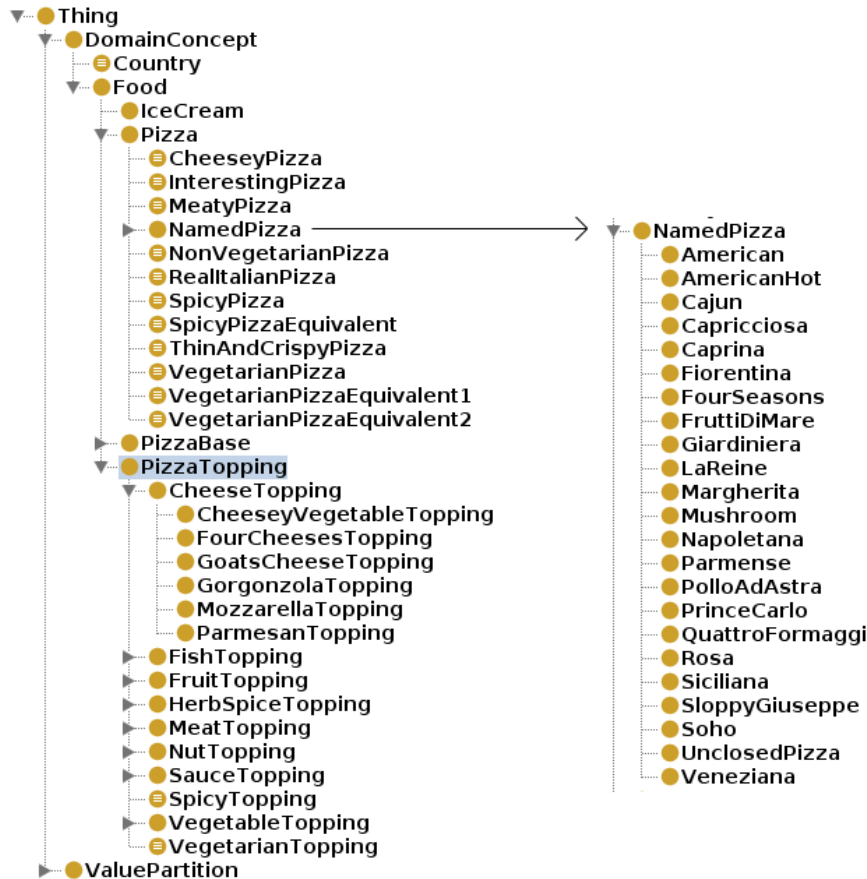 Thing
DomainConcept
Country
Food
IceCream
Pizza
CheeseyPizza
InterestingPizza
MeatyPizza
NamedPizza
NonVegetarianPizza
RealItalianPizza
SpicyPizza
SpicyPizzaEquivalent
ThinAndCrispyPizza
VegetarianPizza
VegetarianPizzaEquivalent1
VegetarianPizzaEquivalent2
PizzaBase
PizzaTopping
CheeseTopping
CheeseyVegetableTopping
FourCheesesTopping
GoatsCheeseTopping
GorgonzolaTopping
MozzarellaTopping
ParmesanTopping
FishTopping
FruitTopping
HerbSpiceTopping
MeatTopping
NutTopping
SauceTopping
SpicyTopping
VegetableTopping
VegetarianTopping
ValuePartition
NamedPizza
American
AmericanHot
Cajun
Capricciosa
Caprina
Fiorentina
FourSeasons
FruttiDiMare
Giardiniera
LaReine
Margherita
Mushroom
Napoletana
Parmense
PolloAdAstra
PrinceCarlo
QuattroFormaggi
Rosa
Siciliana
SloppyGiuseppe
Soho
UnclosedPizza
Veneziana